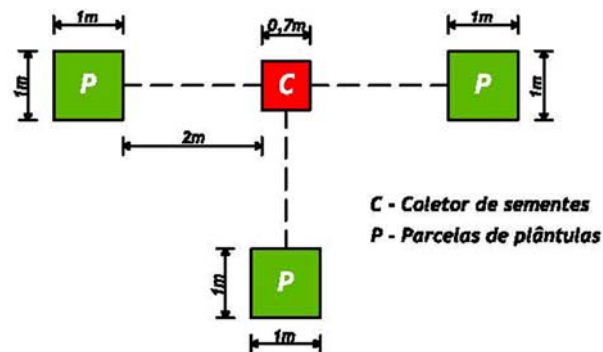 1m
0,7m
1m
1m
P
C
P
1m
2m
C - Coletor de sementes
P - Parcelas de plântulas
1m
P
1m